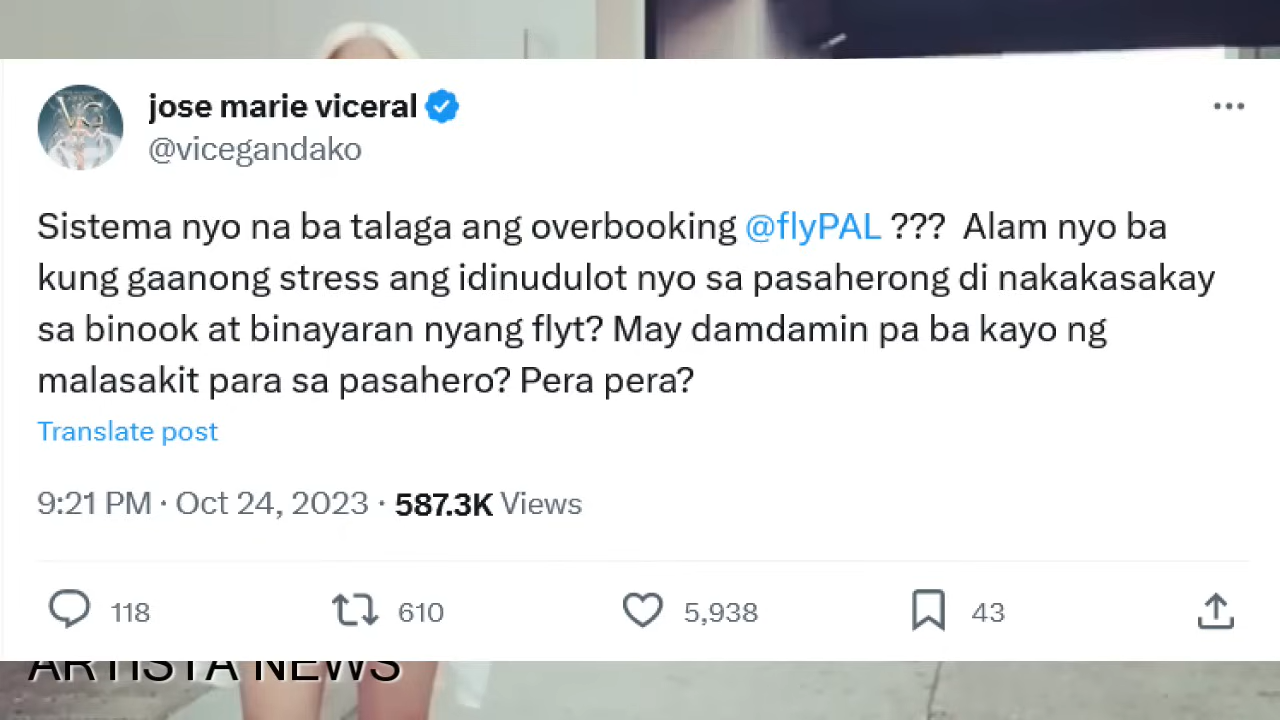 jose marie viceral
@vicegandako
Sistema nyo na ba talaga ang overbooking @flyPAL ??? Alam nyo ba
kung gaanong stress ang idinudulot nyo sa pasaherong di nakakasakay
sa binook at binayaran nyang flyt? May damdamin pa ba kayo ng
malasakit para sa pasahero? Pera pera?
Translate post
9:21 PM · Oct 24, 2023 · 587.3K Views
118 610 5,938 43
ARTISTA NEWS